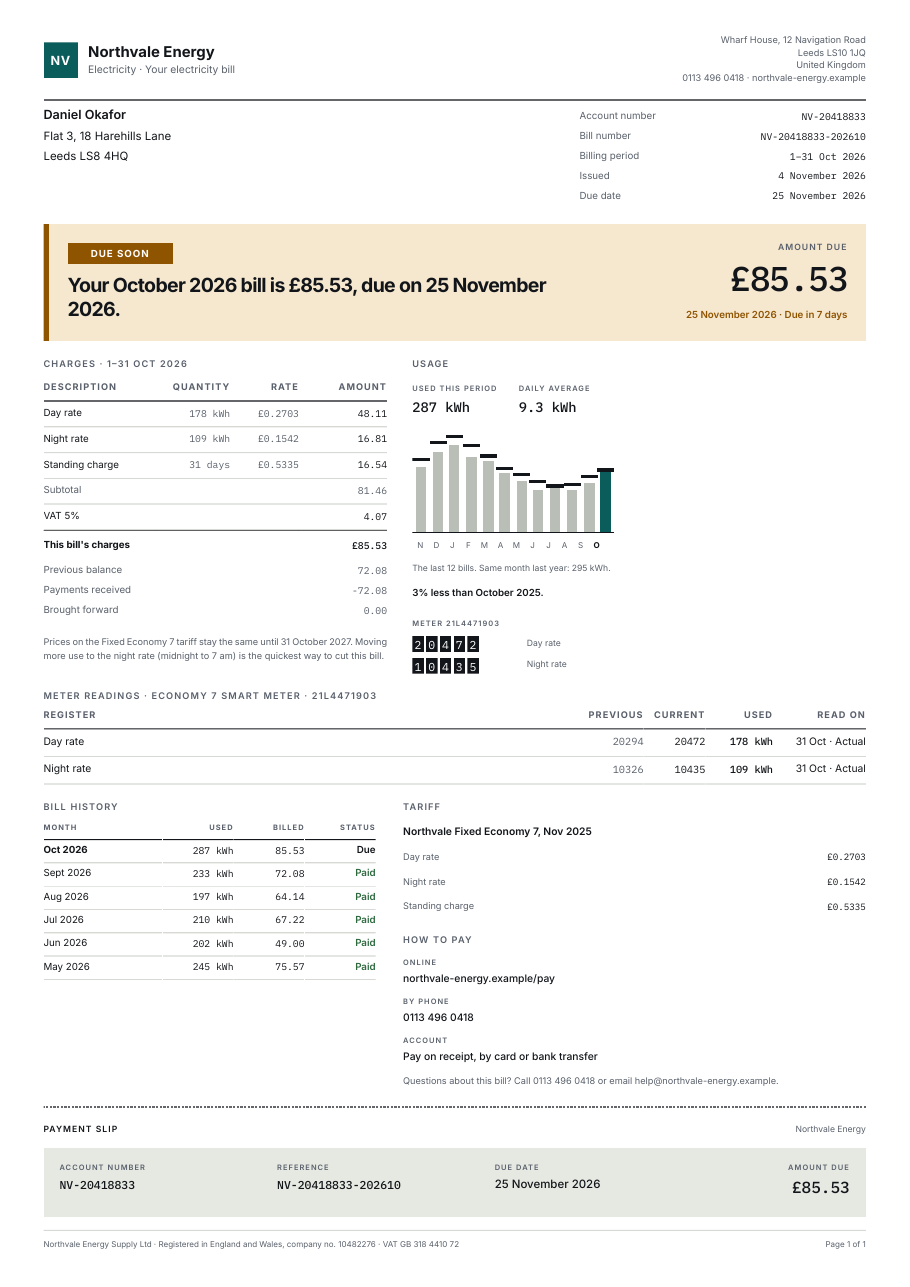 NV
Northvale Energy
Electricity · Your electricity bill
Wharf House, 12 Navigation Road
Leeds LS10 1JQ
United Kingdom
0113 496 0418 · northvale-energy.example
Daniel Okafor
Flat 3, 18 Harehills Lane
Leeds LS8 4HQ
Account number NV-20418833
Bill number NV-20418833-202610
Billing period 1–31 Oct 2026
Issued 4 November 2026
Due date 25 November 2026
DUE SOON
Your October 2026 bill is £85.53, due on 25 November
2026.
AMOUNT DUE
£85.53
25 November 2026 · Due in 7 days
CHARGES · 1–31 OCT 2026
DESCRIPTION QUANTITY RATE AMOUNT
Day rate 178 kWh £0.2703 48.11
Night rate 109 kWh £0.1542 16.81
Standing charge 31 days £0.5335 16.54
Subtotal 81.46
VAT 5% 4.07
This bill's charges £85.53
Previous balance 72.08
Payments received -72.08
Brought forward 0.00
Prices on the Fixed Economy 7 tariff stay the same until 31 October 2027. Moving
more use to the night rate (midnight to 7 am) is the quickest way to cut this bill.
USAGE
USED THIS PERIOD DAILY AVERAGE
287 kWh 9.3 kWh
N D J F M A M J J A S O
The last 12 bills. Same month last year: 295 kWh.
3% less than October 2025.
METER 21L4471903
20472 Day rate
10435 Night rate
METER READINGS · ECONOMY 7 SMART METER · 21L4471903
REGISTER PREVIOUS CURRENT USED READ ON
Day rate 20294 20472 178 kWh 31 Oct · Actual
Night rate 10326 10435 109 kWh 31 Oct · Actual
BILL HISTORY
MONTH USED BILLED STATUS
Oct 2026 287 kWh 85.53 Due
Sept 2026 233 kWh 72.08 Paid
Aug 2026 197 kWh 64.14 Paid
Jul 2026 210 kWh 67.22 Paid
Jun 2026 202 kWh 49.00 Paid
May 2026 245 kWh 75.57 Paid
TARIFF
Northvale Fixed Economy 7, Nov 2025
Day rate £0.2703
Night rate £0.1542
Standing charge £0.5335
HOW TO PAY
ONLINE
northvale-energy.example/pay
BY PHONE
0113 496 0418
ACCOUNT
Pay on receipt, by card or bank transfer
Questions about this bill? Call 0113 496 0418 or email help@northvale-energy.example.
PAYMENT SLIP Northvale Energy
ACCOUNT NUMBER REFERENCE DUE DATE AMOUNT DUE
NV-20418833 NV-20418833-202610 25 November 2026 £85.53
Northvale Energy Supply Ltd · Registered in England and Wales, company no. 10482276 · VAT GB 318 4410 72 Page 1 of 1